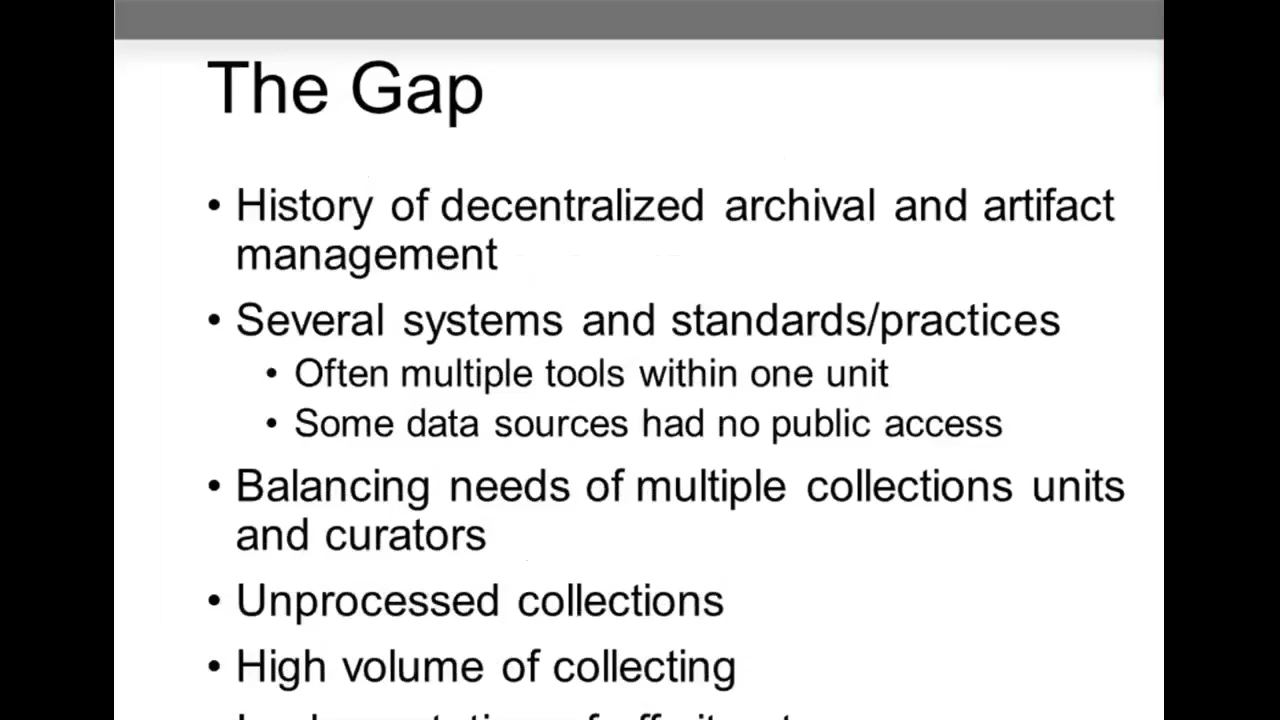 The Gap
• History of decentralized archival and artifact
management
• Several systems and standards/practices
• Often multiple tools within one unit
• Some data sources had no public access
• Balancing needs of multiple collections units
and curators
• Unprocessed collections
• High volume of collecting